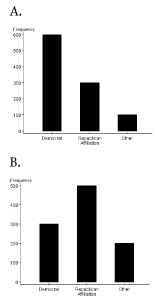 A.
Frequency
600
500
400
300
200
100
0
Democrat Republican Other
Affiliation
B.
Frequency
500
400
300
200
100
0
Democrat Republican Other
Affiliation